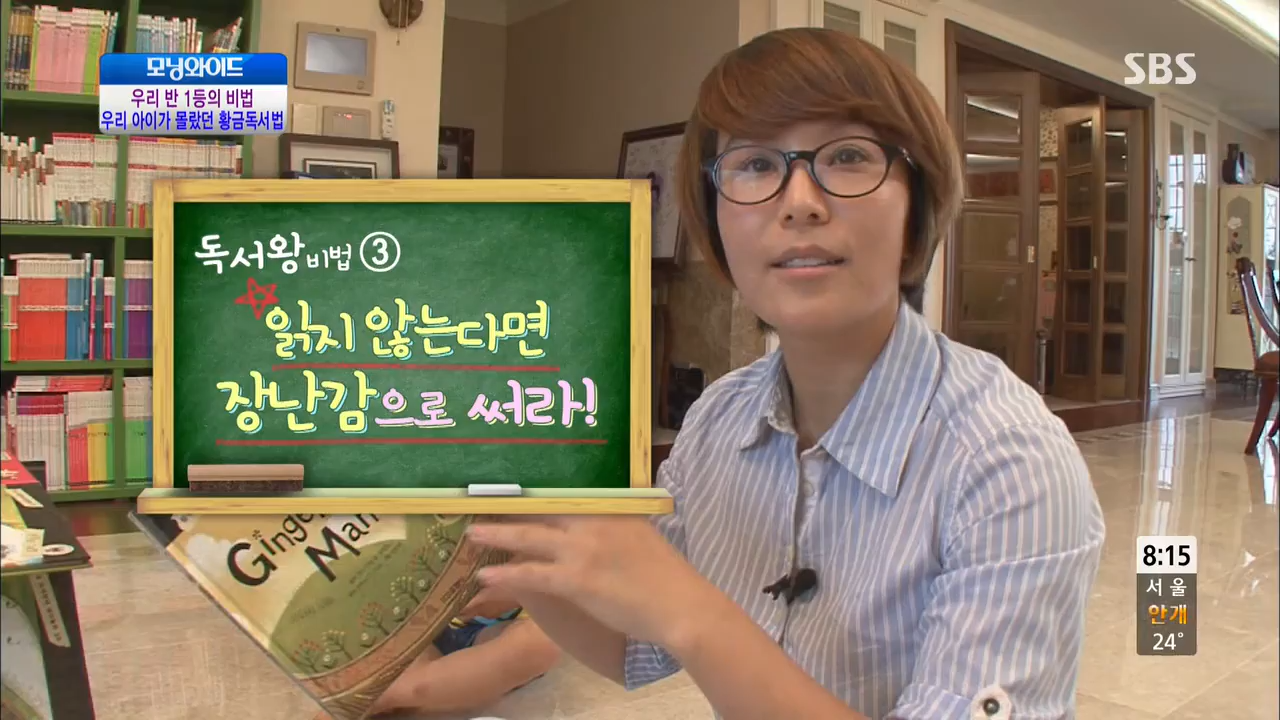 모닝와이드
우리 반 1등의 비법
우리 아이가 몰랐던 황금독서법
SBS
독서왕 비법 ③
읽지 않는다면
장난감으로 써라!
Ginge
Man
8:15
서울
안개
24°